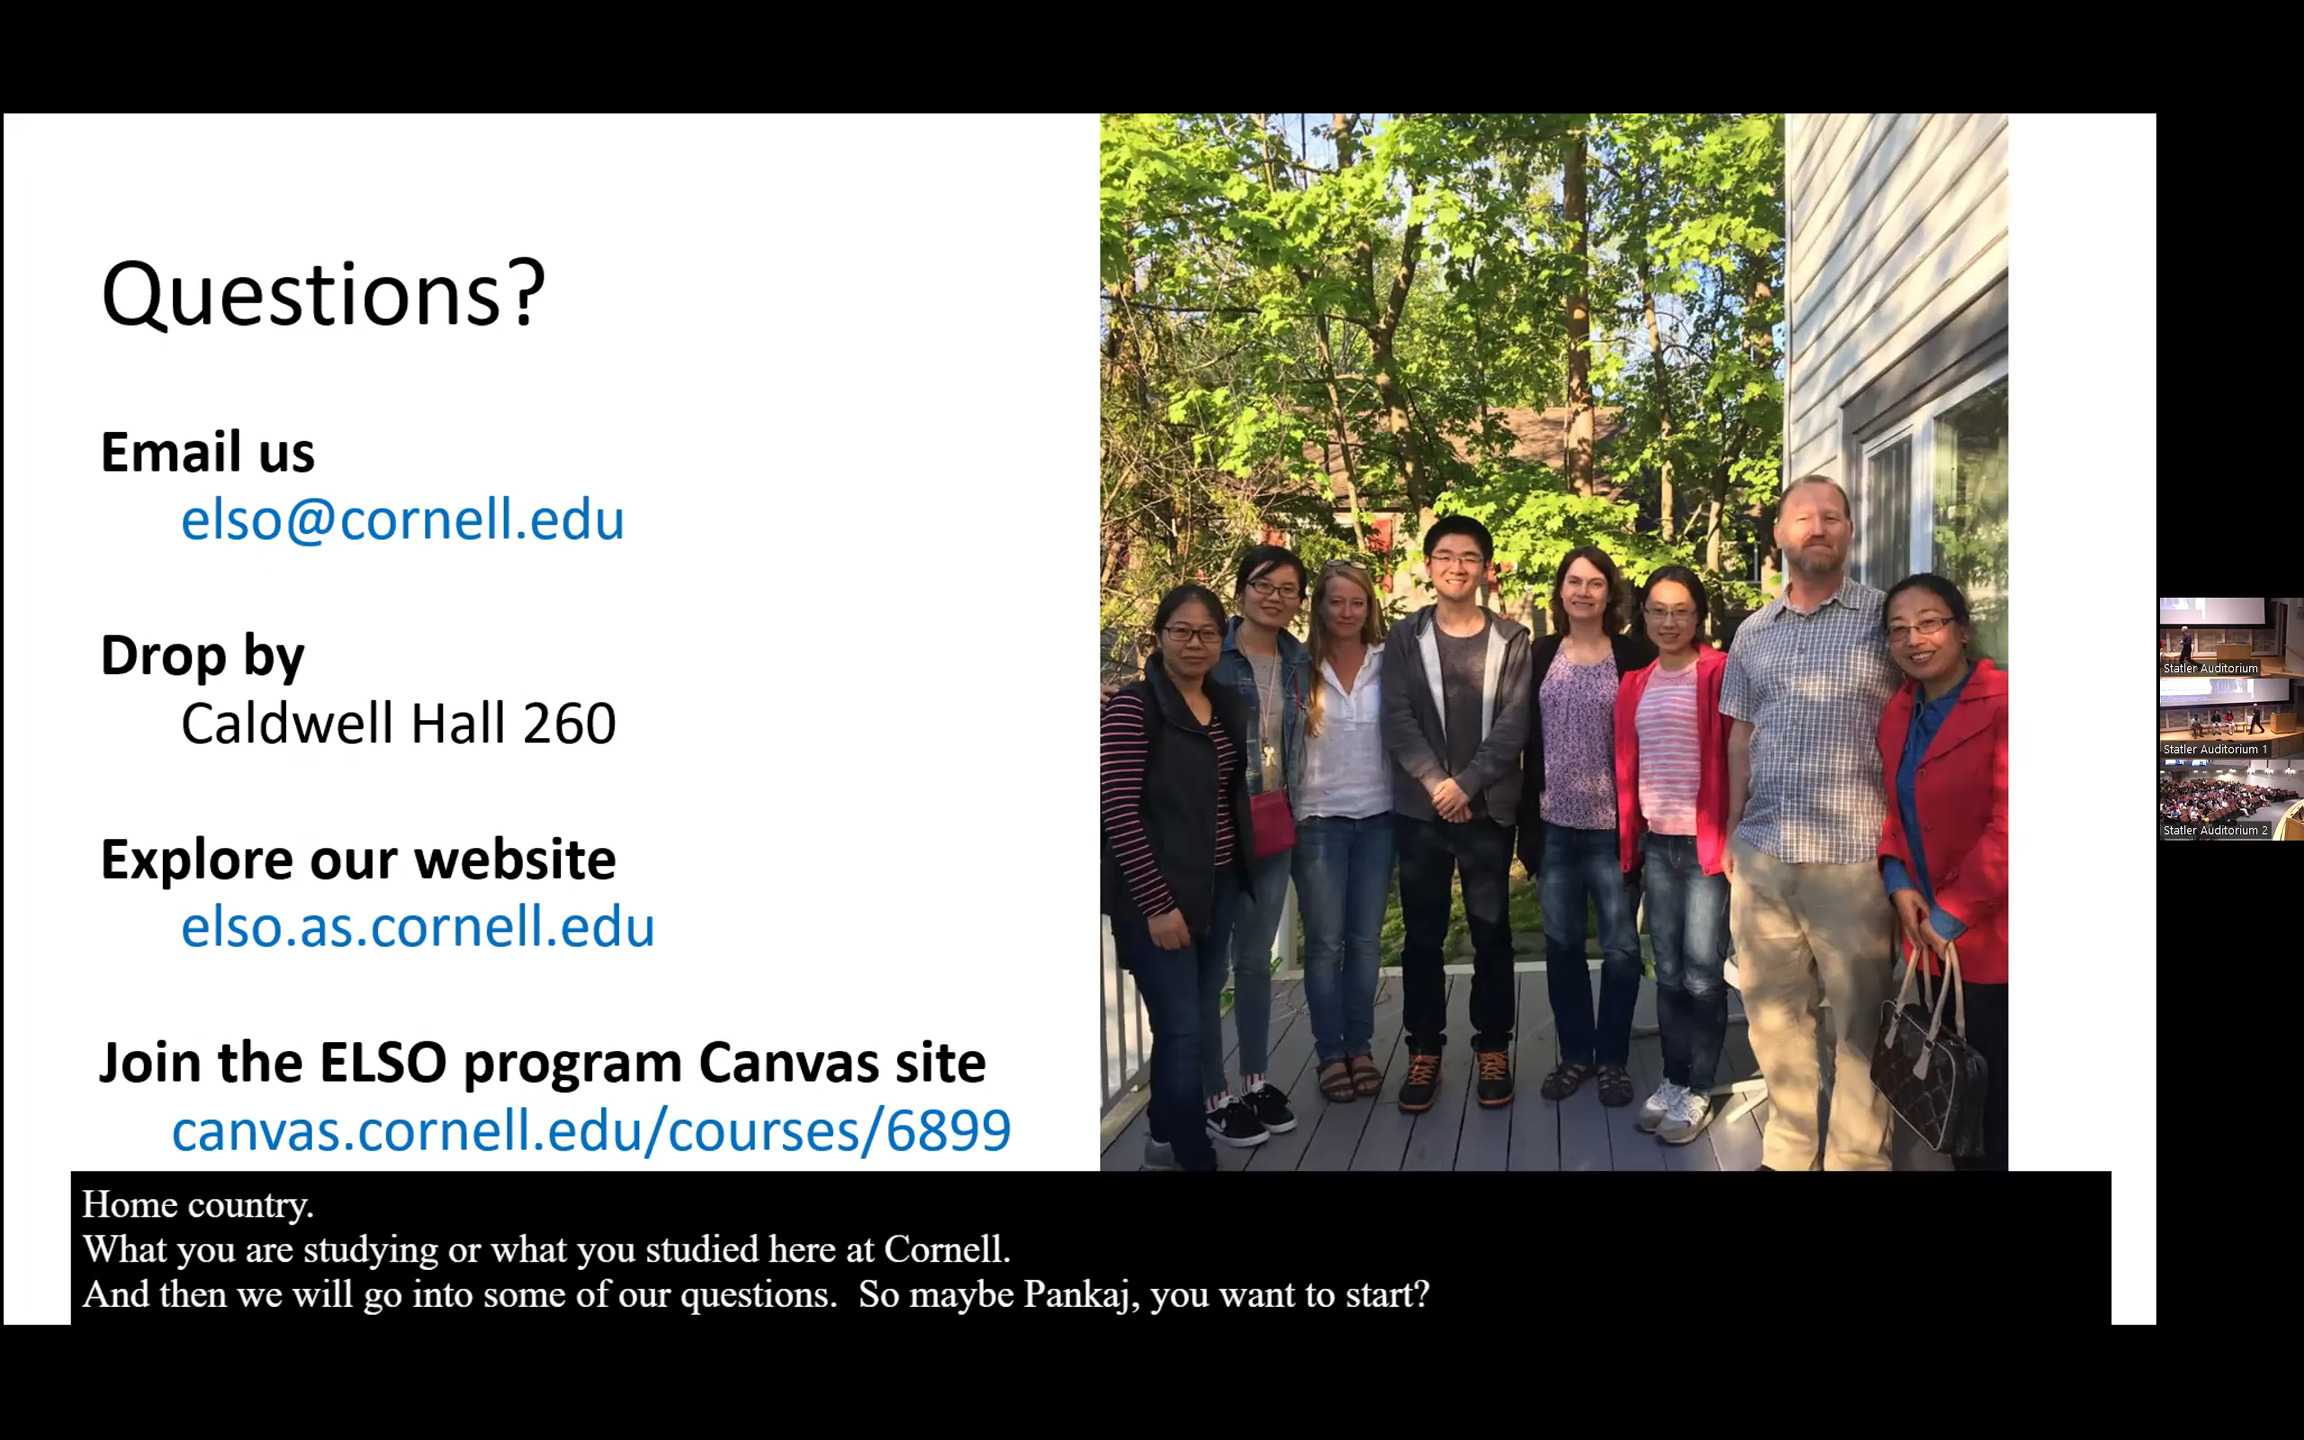 Questions?
Email us
elso@cornell.edu
Drop by
Caldwell Hall 260
Explore our website
elso.as.cornell.edu
Join the ELSO program Canvas site
canvas.cornell.edu/courses/6899
Home country.
What you are studying or what you studied here at Cornell.
And then we will go into some of our questions.  So maybe Pankaj, you want to start?
Statler Auditorium
Statler Auditorium 1
Statler Auditorium 2